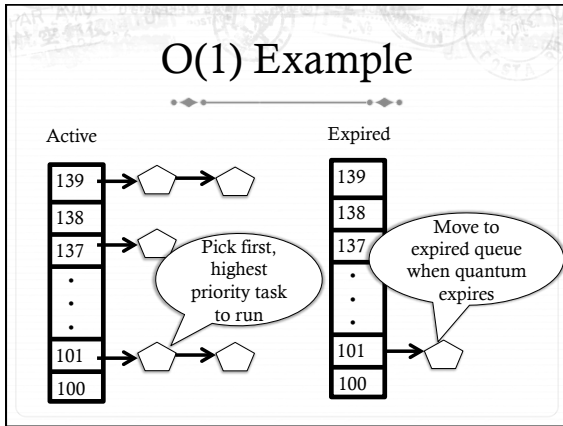 O(1) Example
Active
139
138
137
.
.
.
101
100
Pick first,
highest
priority task
to run
Expired
139
138
137
.
.
.
101
100
Move to
expired queue
when quantum
expires